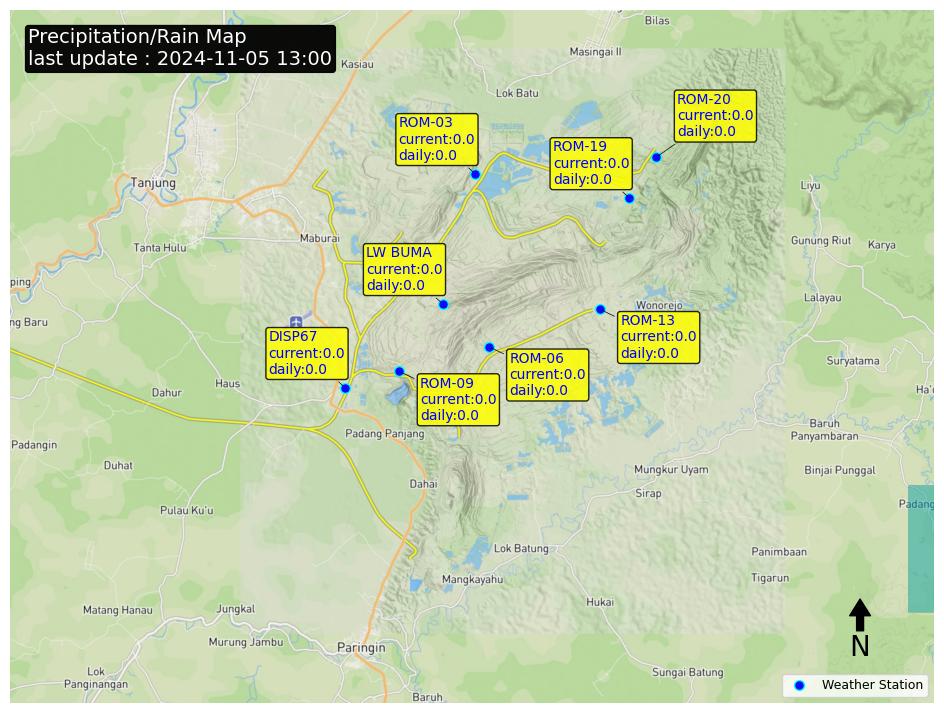 Precipitation/Rain Map
last update : 2024-11-05 13:00
Bilas
Masingai II
Kasiau
Lok Batu
ROM-20
current:0.0
daily:0.0
ROM-03
current:0.0
daily:0.0
ROM-19
current:0.0
daily:0.0
Tanjung
Liyu
Maburai
Tanta Hulu
Gunung Riut
Karya
LW BUMA
current:0.0
daily:0.0
ping
Lalayau
Wonorejo
ng Baru
ROM-13
current:0.0
daily:0.0
DISP67
current:0.0
daily:0.0
ROM-06
current:0.0
daily:0.0
Suryatama
Haus
ROM-09
current:0.0
daily:0.0
Dahur
Ha'
Baruh
Panyambaran
Padang Panjang
Padangin
Duhat
Mungkur Uyam
Binjai Punggal
Dahai
Sirap
Padang
Pulau Ku'u
Lok Batung
Panimbaan
Mangkayahu
Tigarun
Hukai
Matang Hanau
Jungkal
Murung Jambu
Paringin
N
Lok
Panginangan
Sungai Batung
Weather Station
Baruh